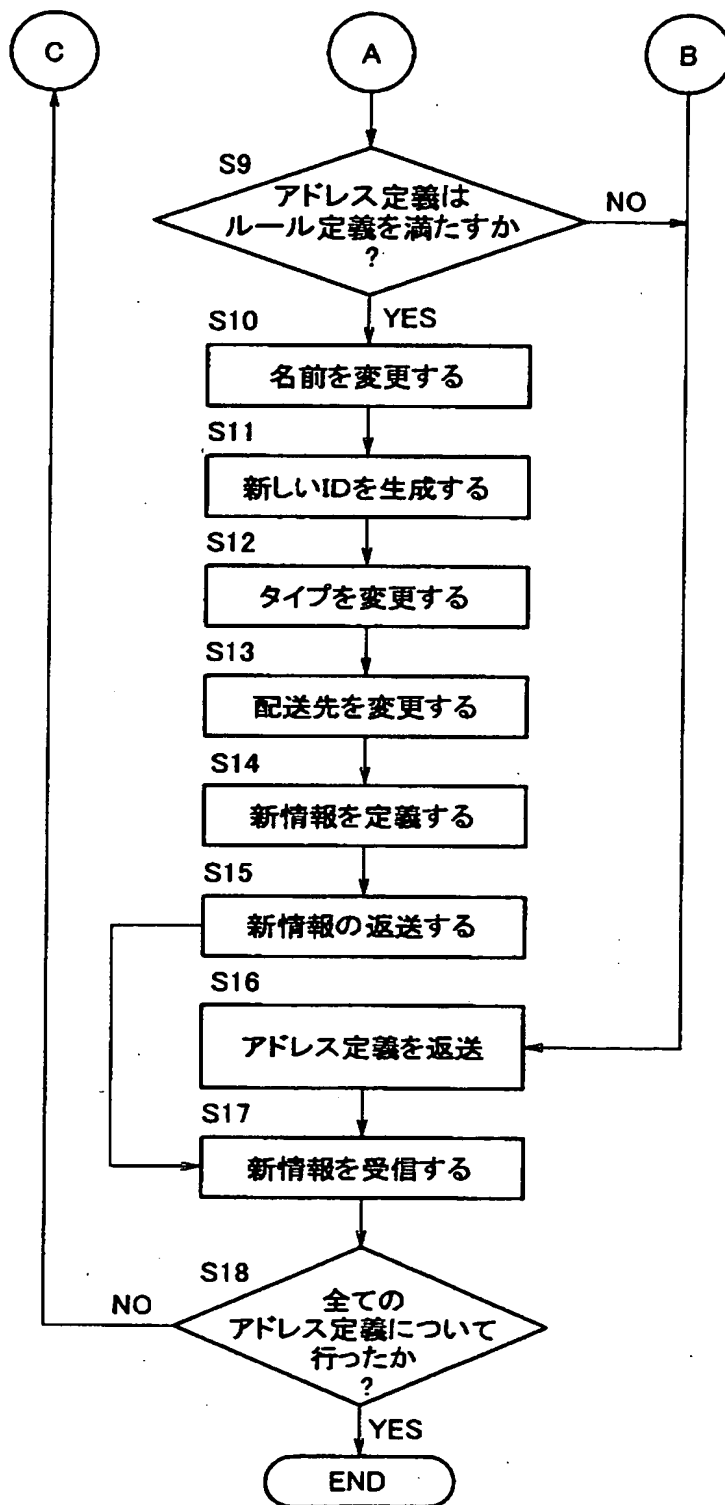 C
A
B
S9
アドレス定義は
ルール定義を満たすか
?
NO
YES
S10
名前を変更する
S11
新しいIDを生成する
S12
タイプを変更する
S13
配送先を変更する
S14
新情報を定義する
S15
新情報の返送する
S16
アドレス定義を返送
S17
新情報を受信する
S18
NO
全ての
アドレス定義について
行ったか
?
YES
END